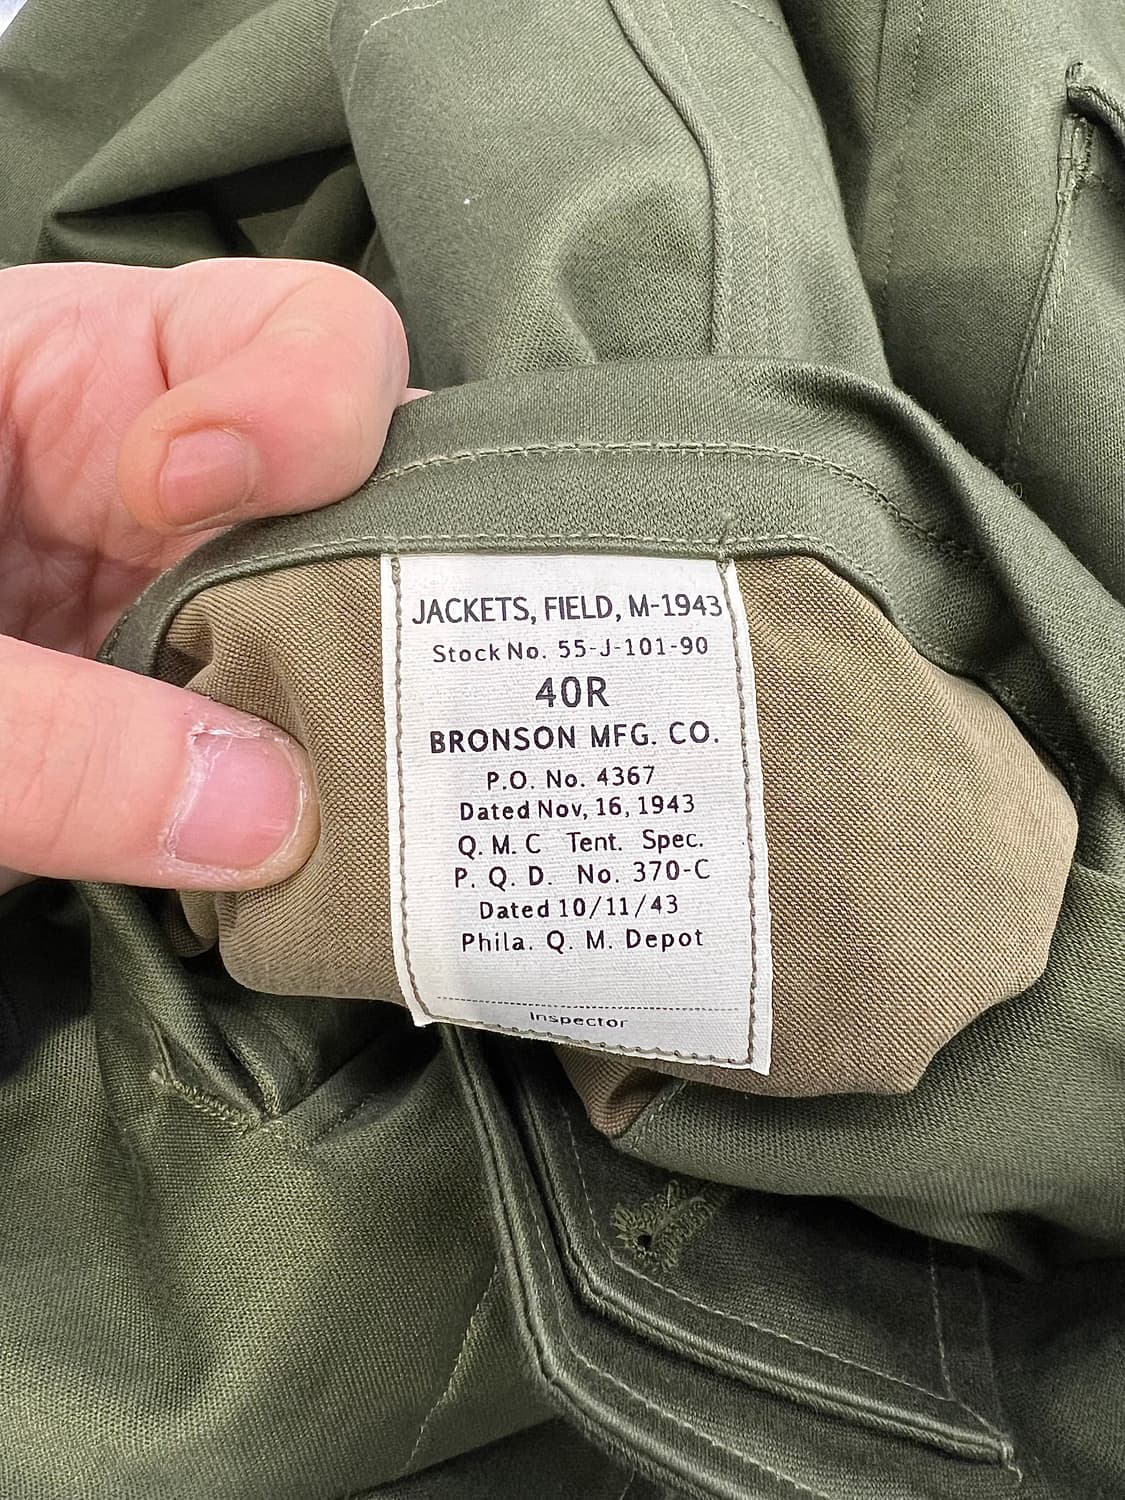 JACKETS, FIELD, M-1943
Stock No. 55-J-101-90
40R
BRONSON MFG. CO.
P.O. No. 4367
Dated Nov, 16, 1943
Q. M. C Tent. Spec.
P. Q. D. No. 370-C
Dated 10/11/43
Phila. Q. M. Depot
Inspector